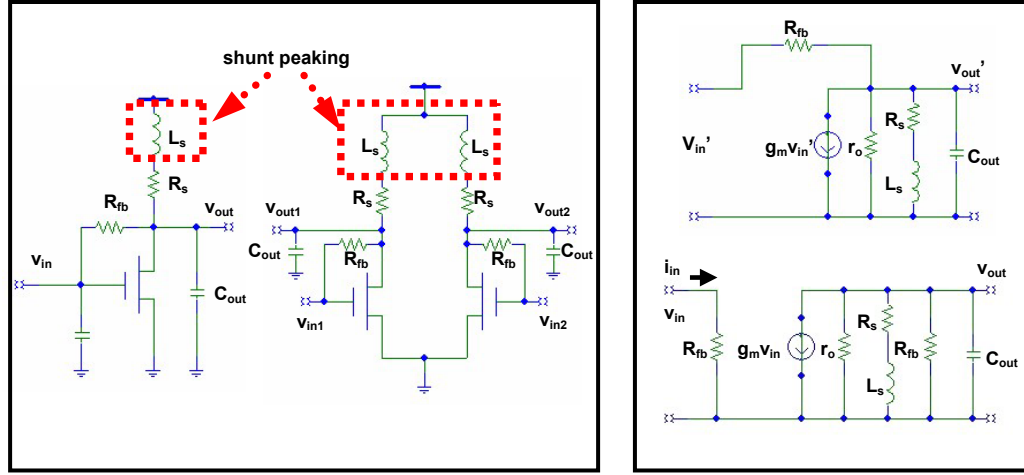 shunt peaking
Ls
Ls
Ls
Rs
Rs
Rs
Rfb
vout
vin
Cout
vout1
vout2
Cout
Cout
Rfb
Rfb
vin1
vin2
Rfb
vout'
Vin'
gmvin'
ro
Rs
Ls
Cout
iin
vin
vout
Rfb
gmvin
ro
Rs
Rfb
Ls
Cout